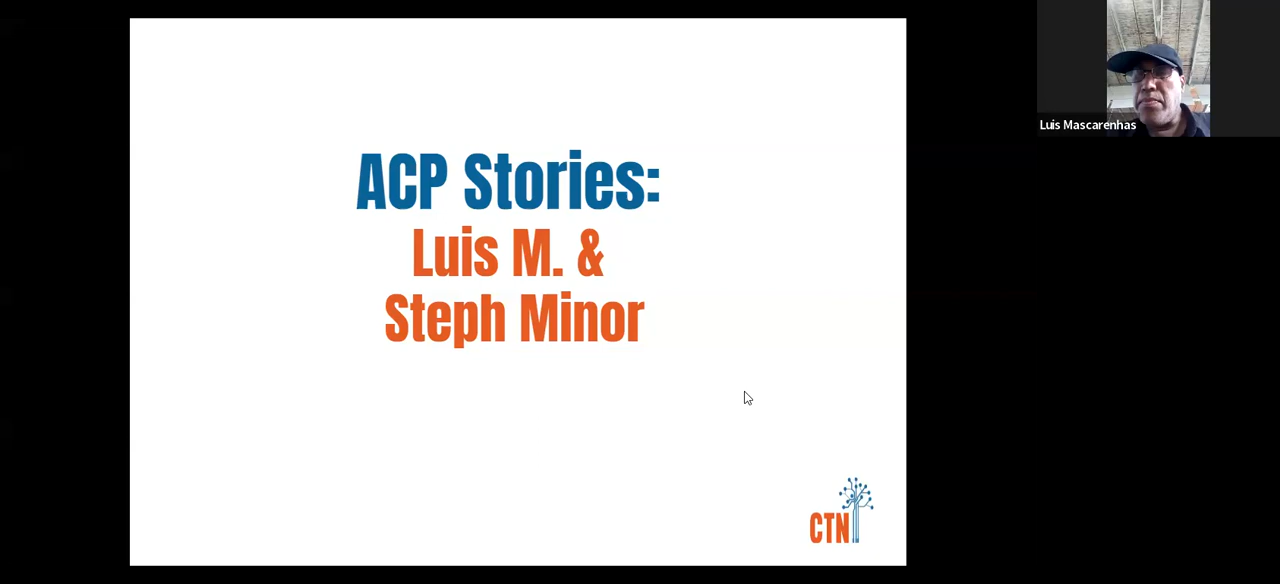 ACP Stories:
Luis M. &
Steph Minor
CTN
Luis Mascarenhas